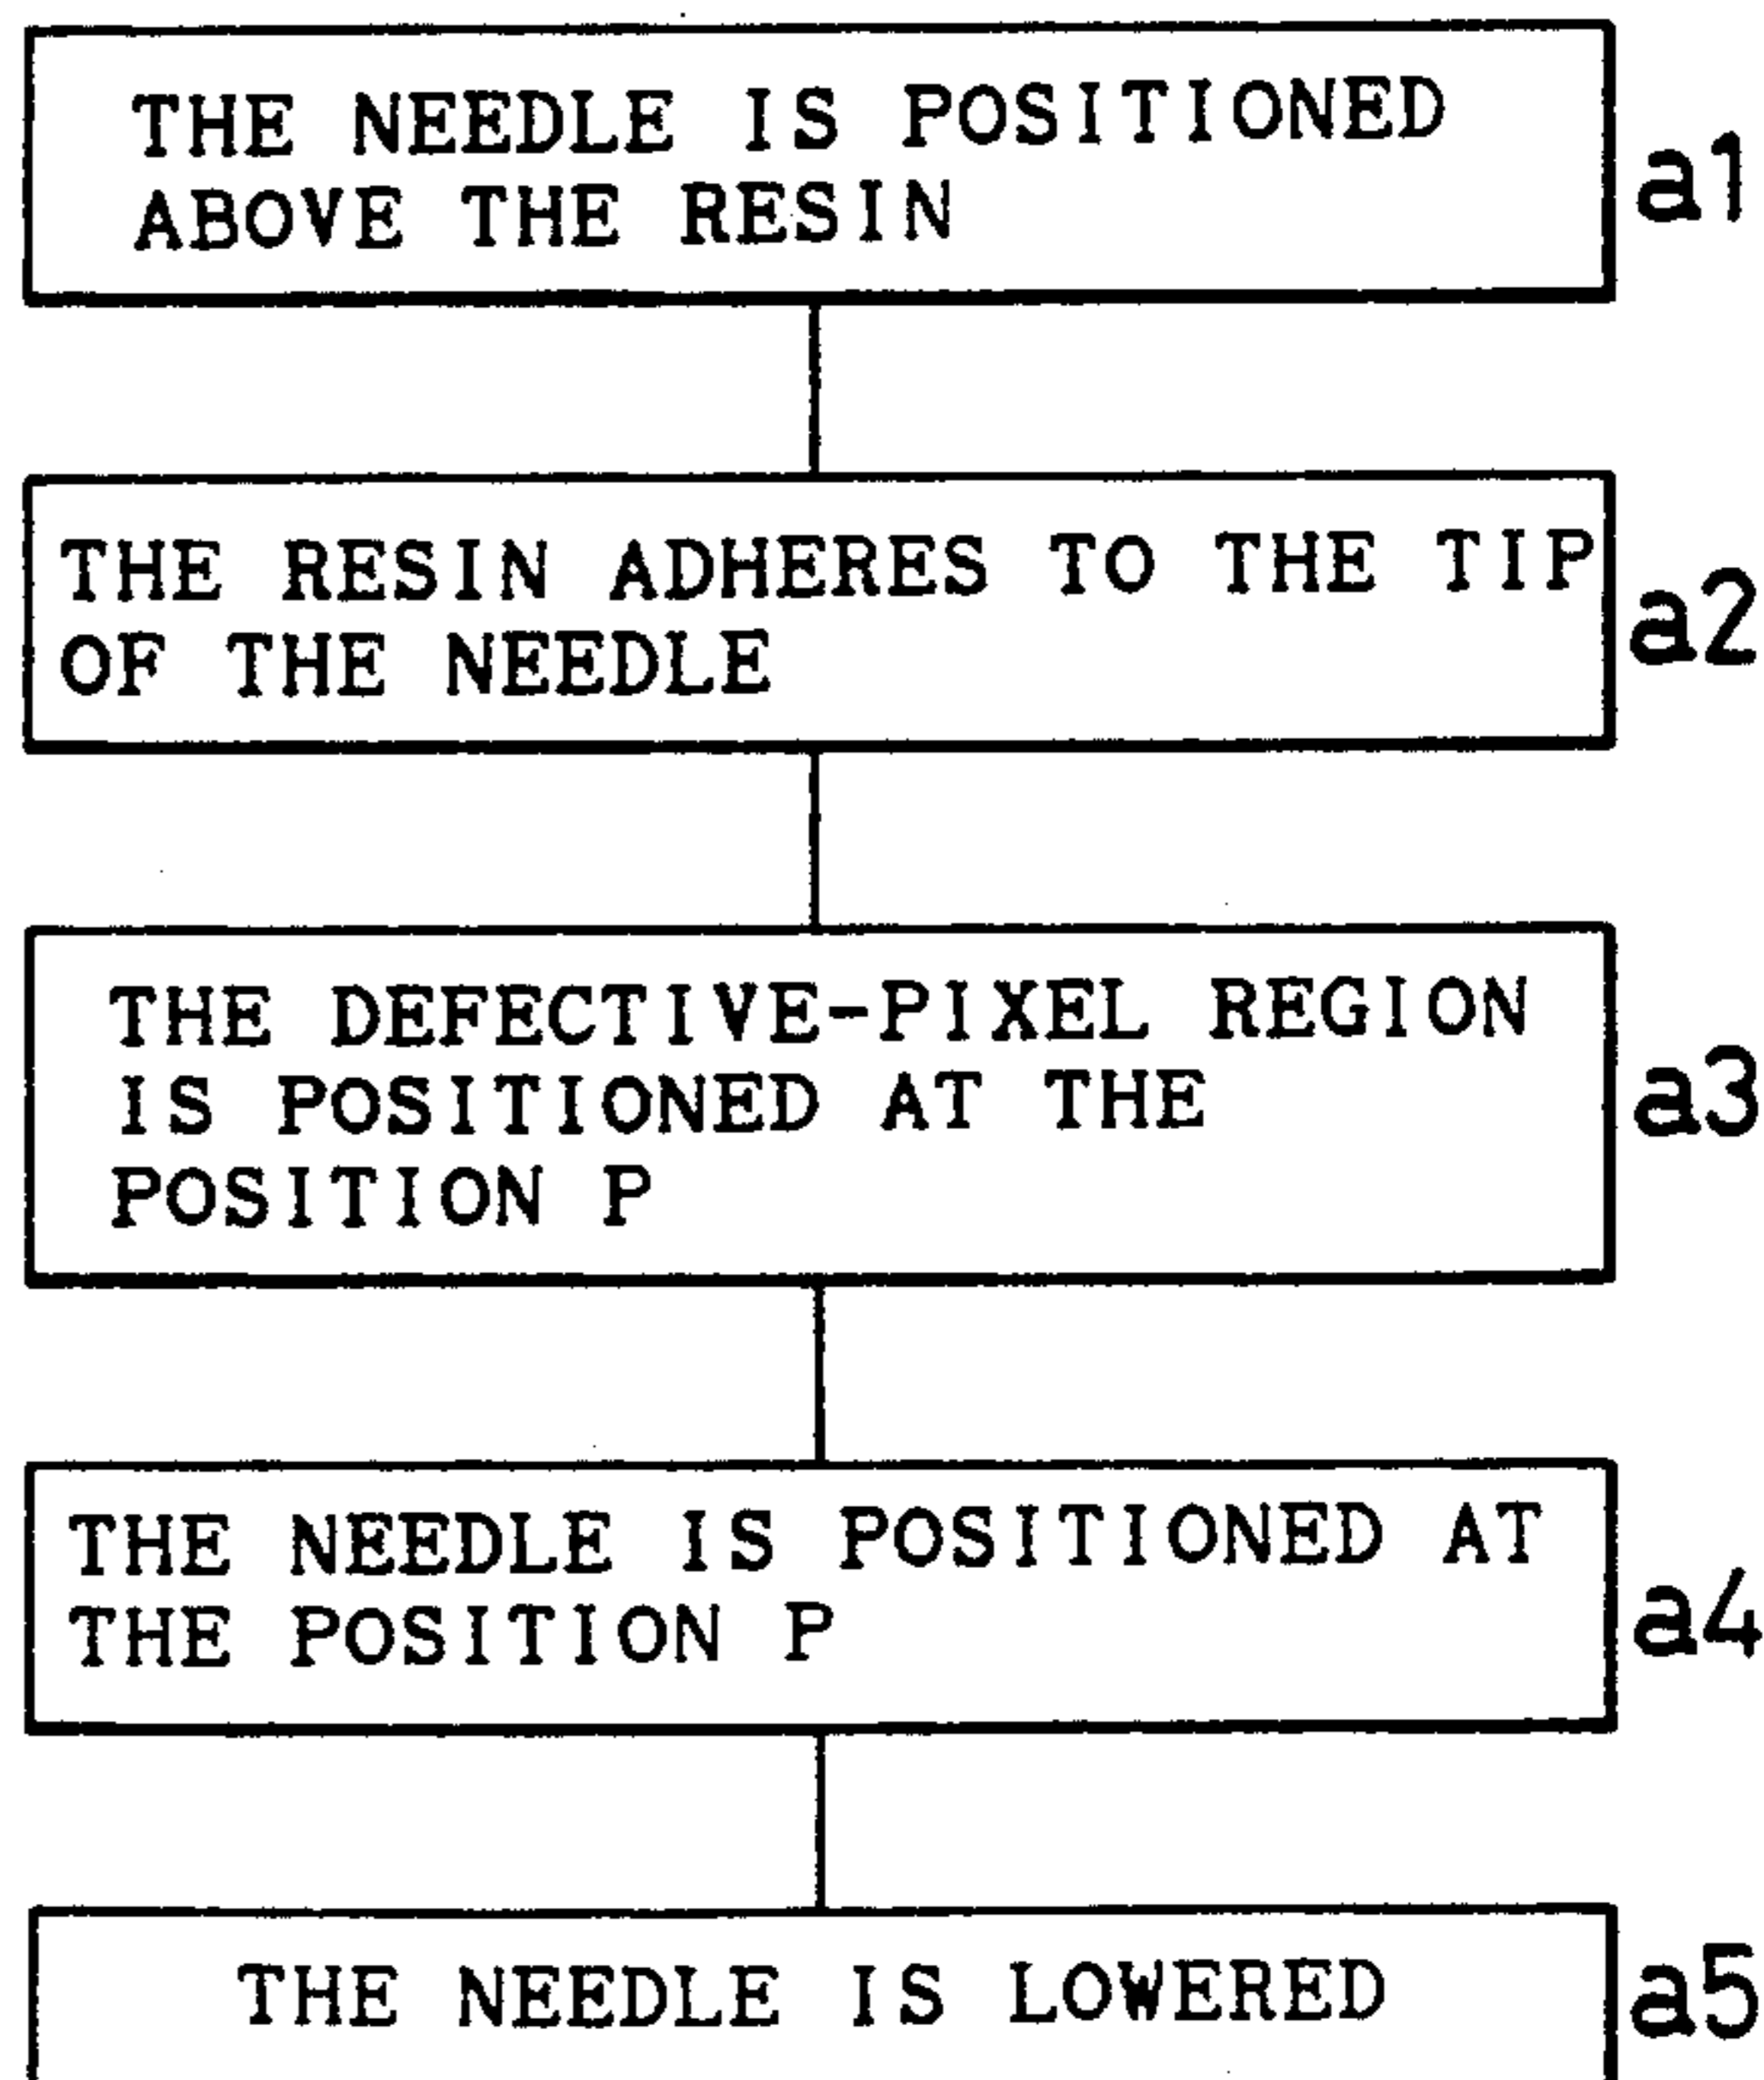 THE NEEDLE IS POSITIONED
ABOVE THE RESIN
a1
THE RESIN ADHERES TO THE TIP
OF THE NEEDLE
a2
THE DEFECTIVE-PIXEL REGION
IS POSITIONED AT THE
POSITION P
a3
THE NEEDLE IS POSITIONED AT
THE POSITION P
a4
THE NEEDLE IS LOWERED
a5